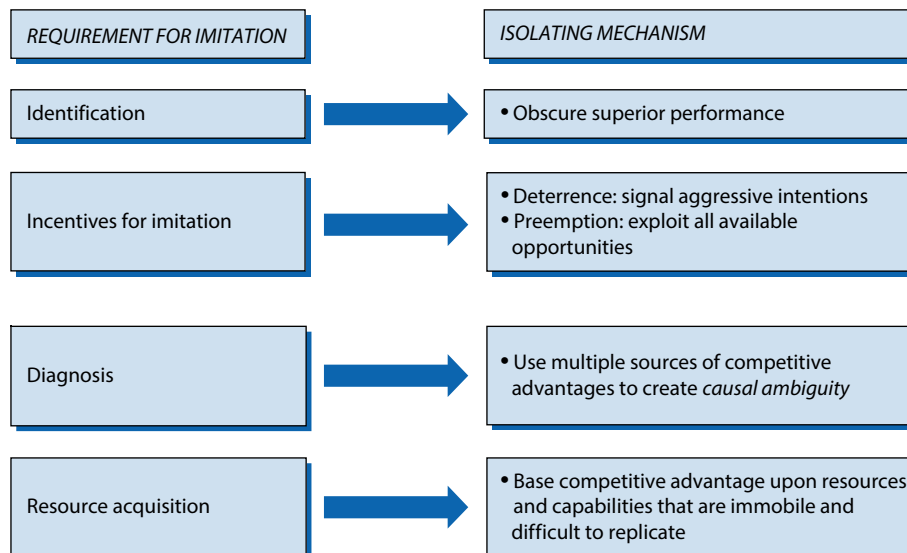 REQUIREMENT FOR IMITATION
ISOLATING MECHANISM
Identification
• Obscure superior performance
Incentives for imitation
• Deterrence: signal aggressive intentions
• Preemption: exploit all available
opportunities
Diagnosis
• Use multiple sources of competitive
advantages to create causal ambiguity
Resource acquisition
• Base competitive advantage upon resources
and capabilities that are immobile and
difficult to replicate